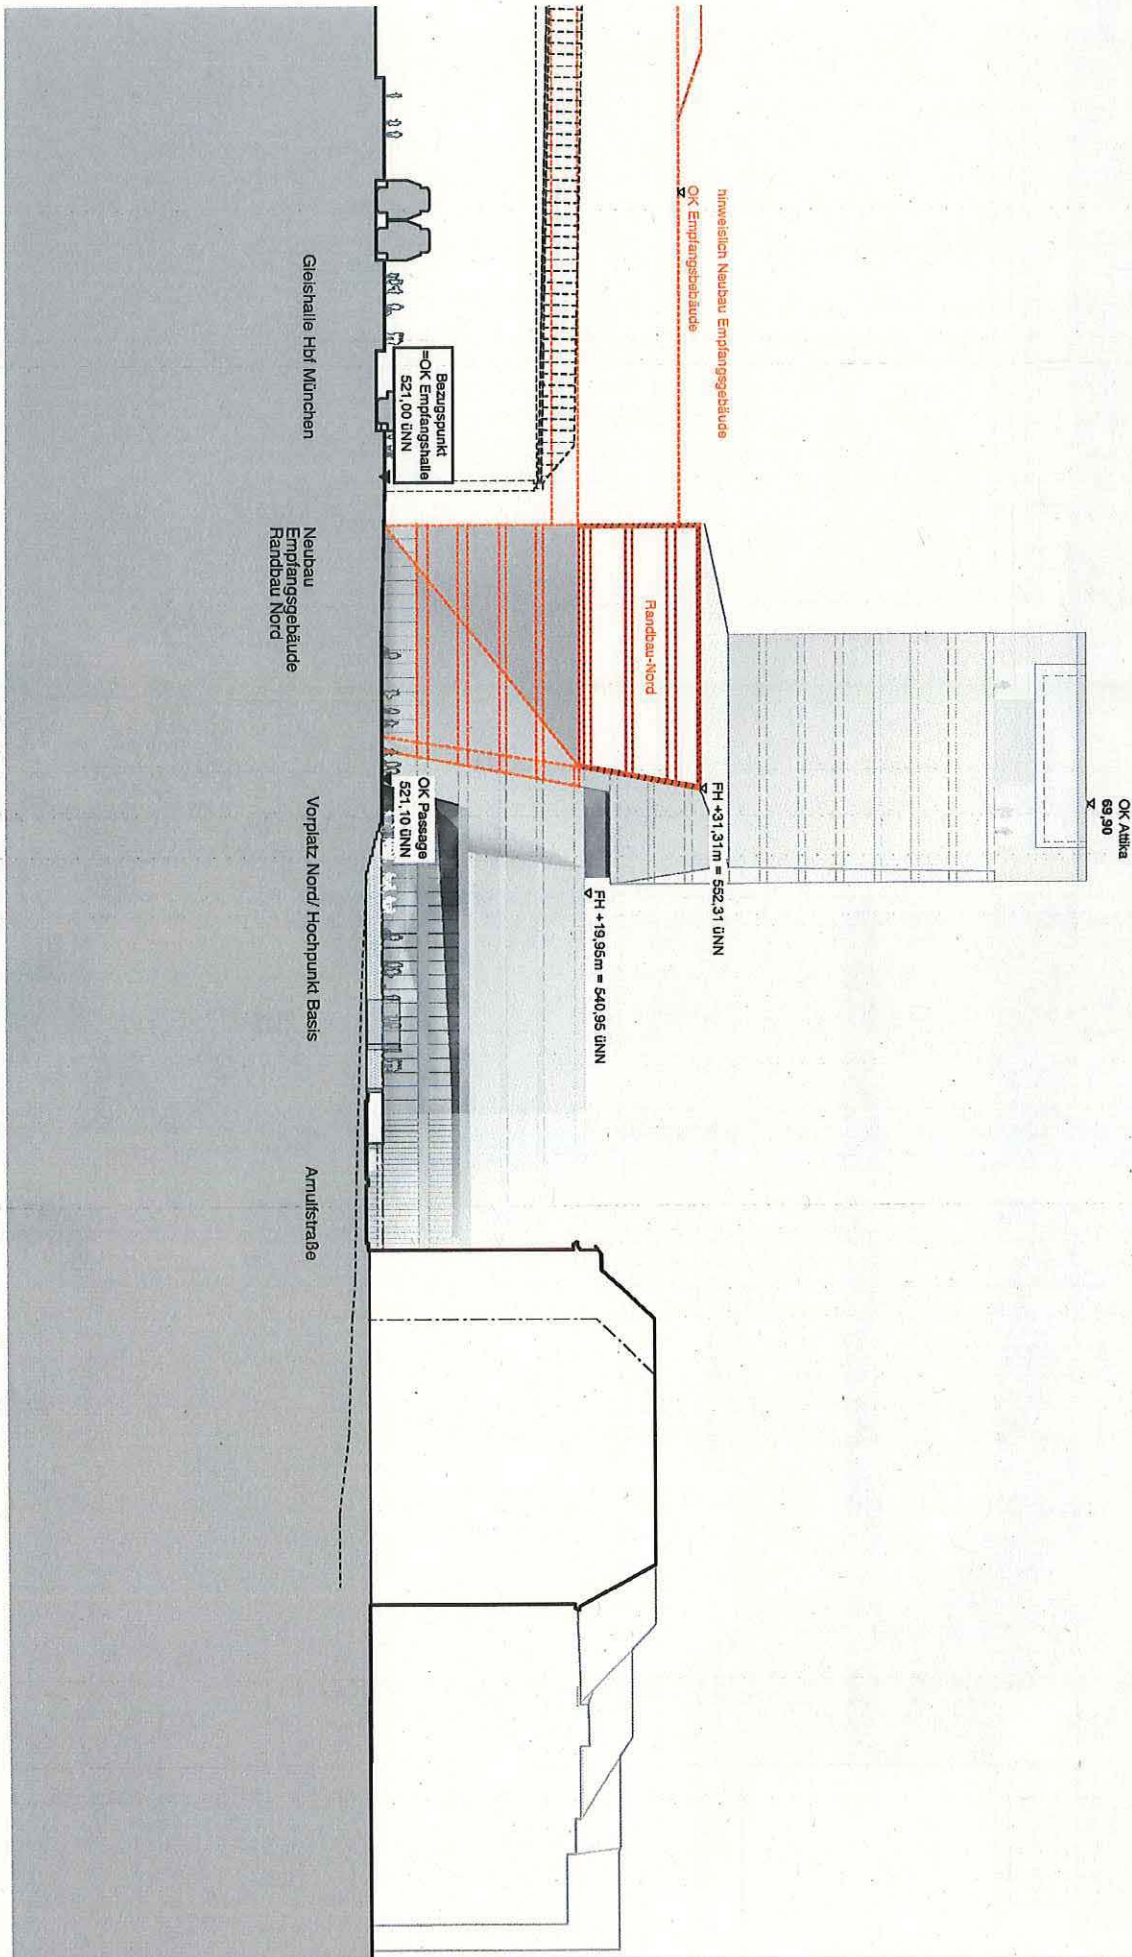 OK Attika
69,90
hinweislich Neubau Empfangsgebäude
OK Empfangsbebäude
FH +31,31m = 552,31 üNN
Randbau-Nord
FH +19,95m = 540,95 üNN
Bezugspunkt
=OK Empfangshalle
521,00 üNN
OK Passage
521,10 üNN
Gleishalle Hbf München
Neubau
Empfangsgebäude
Randbau Nord
Vorplatz Nord/ Hochpunkt Basis
Arnulfstraße